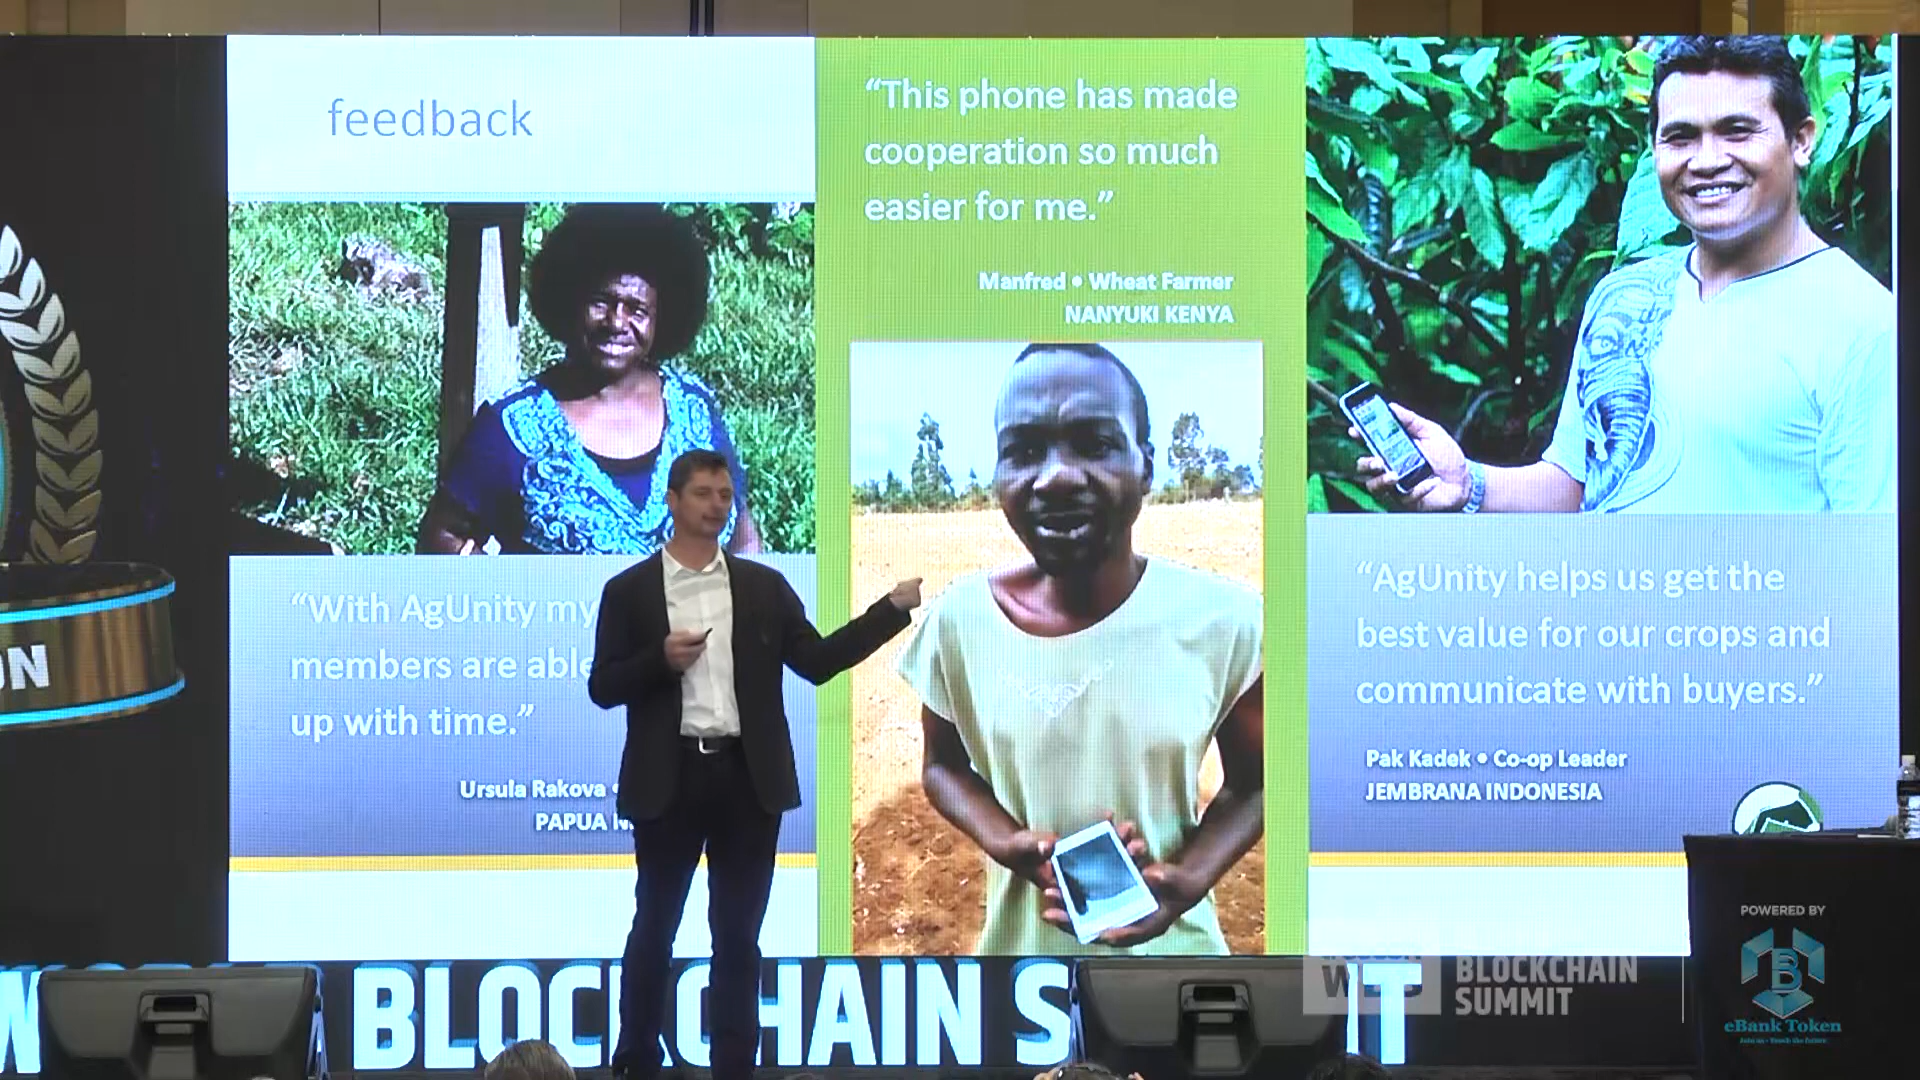 feedback
“With AgUnity my
members are able
up with time.”
Ursula Rakova •
PAPUA
“This phone has made
cooperation so much
easier for me.”
Manfred • Wheat Farmer
NANYUKI KENYA
“AgUnity helps us get the
best value for our crops and
communicate with buyers.”
Pak Kadek • Co-op Leader
JEMBRANA INDONESIA
ON
BLOCKCHAIN SUMMIT
BLOCKCHAIN
SUMMIT
POWERED BY
eBank Token